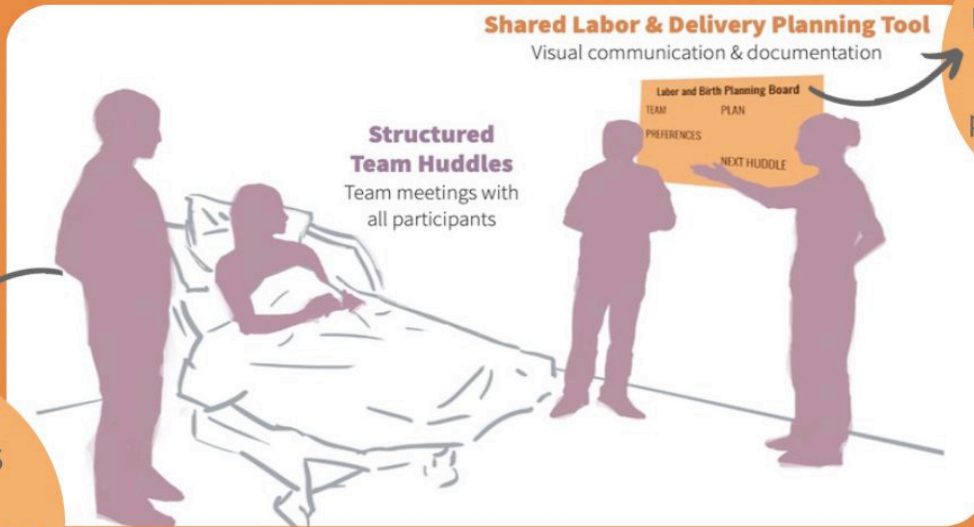 Shared Labor & Delivery Planning Tool
Visual communication & documentation
Labor and Birth Planning Board
TEAM PLAN
PREFERENCES
NEXT HUDDLE
Structured
Team Huddles
Team meetings with
all participants